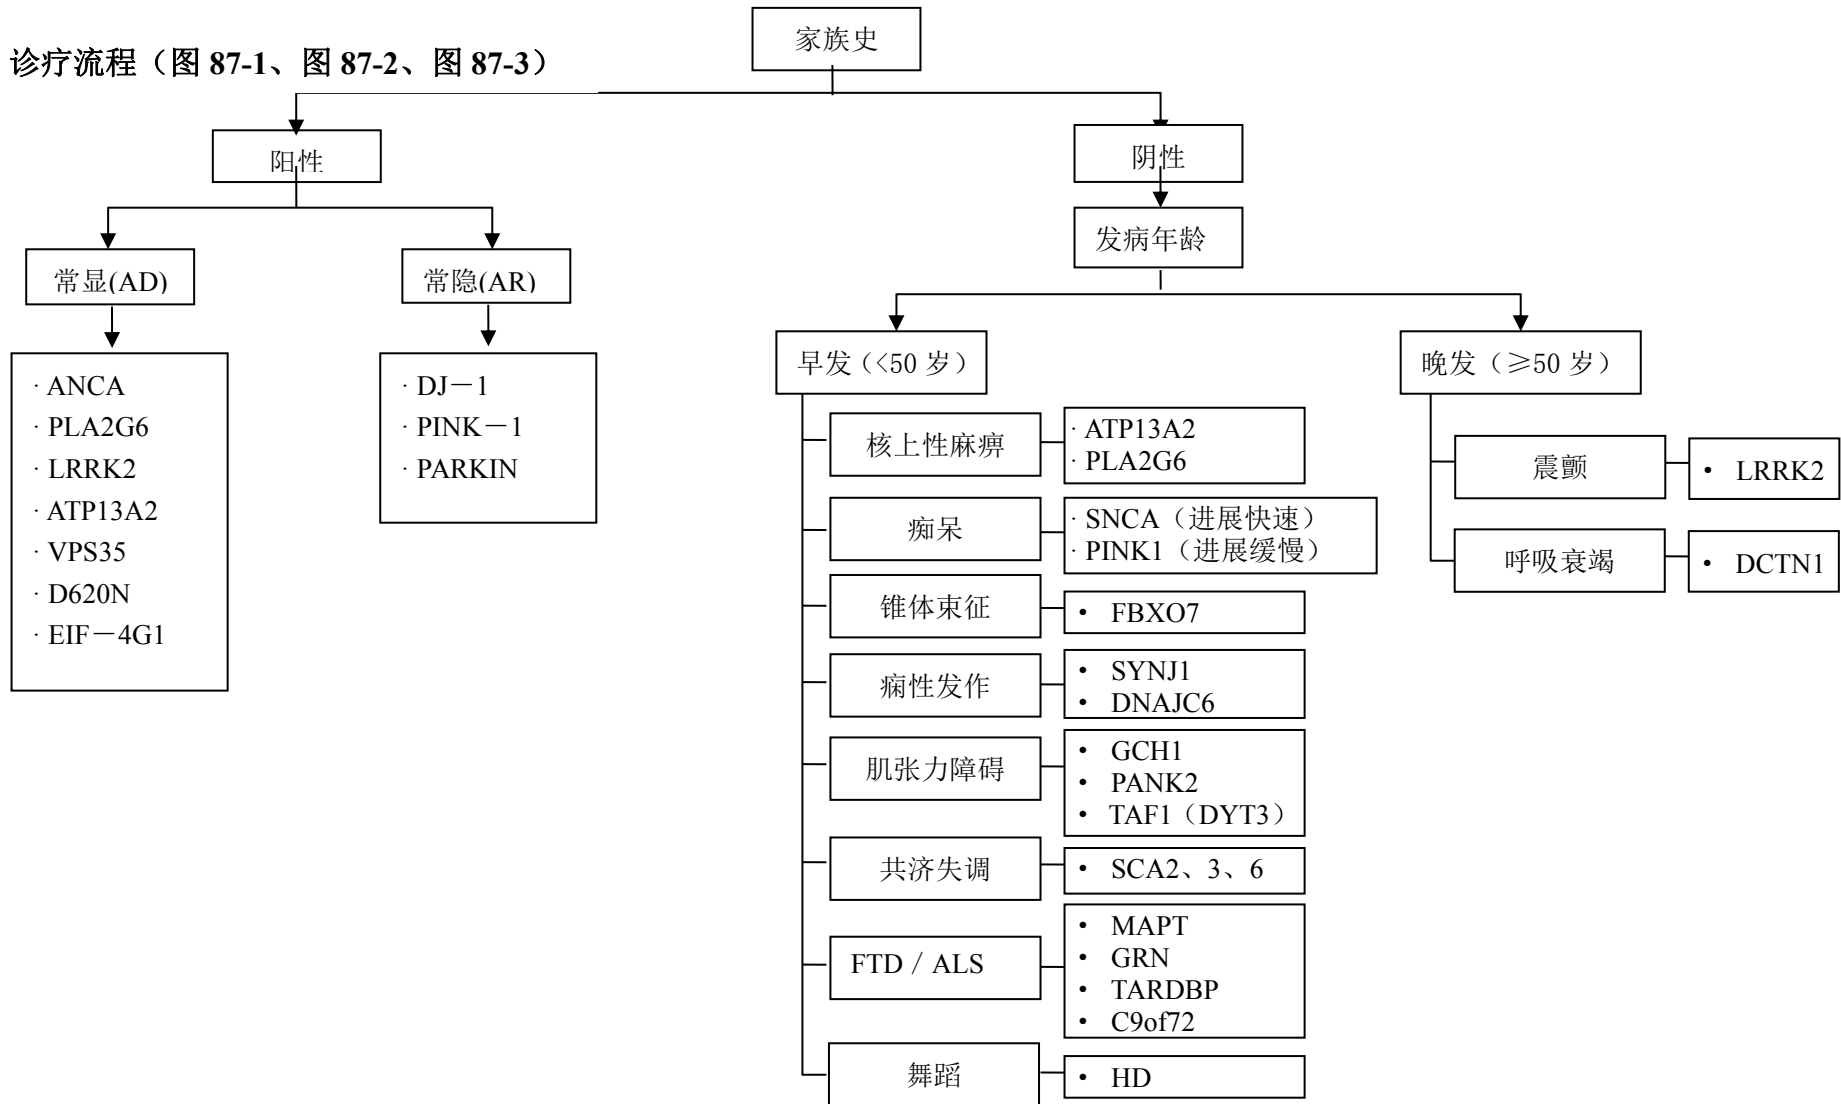 家族史
诊疗流程（图 87-1、图 87-2、图 87-3）
阳性
阴性
发病年龄
常显(AD)
常隐(AR)
· ANCA
· PLA2G6
· LRRK2
· ATP13A2
· VPS35
· D620N
· EIF－4G1
· DJ－1
· PINK－1
· PARKIN
早发（<50 岁）
晚发（≥50 岁）
核上性麻痹
· ATP13A2
· PLA2G6
痴呆
· SNCA（进展快速）
· PINK1（进展缓慢）
锥体束征
• FBXO7
痫性发作
• SYNJ1
• DNAJC6
肌张力障碍
• GCH1
• PANK2
• TAF1（DYT3）
共济失调
• SCA2、3、6
FTD／ALS
• MAPT
• GRN
• TARDBP
• C9of72
舞蹈
• HD
震颤
• LRRK2
呼吸衰竭
• DCTN1